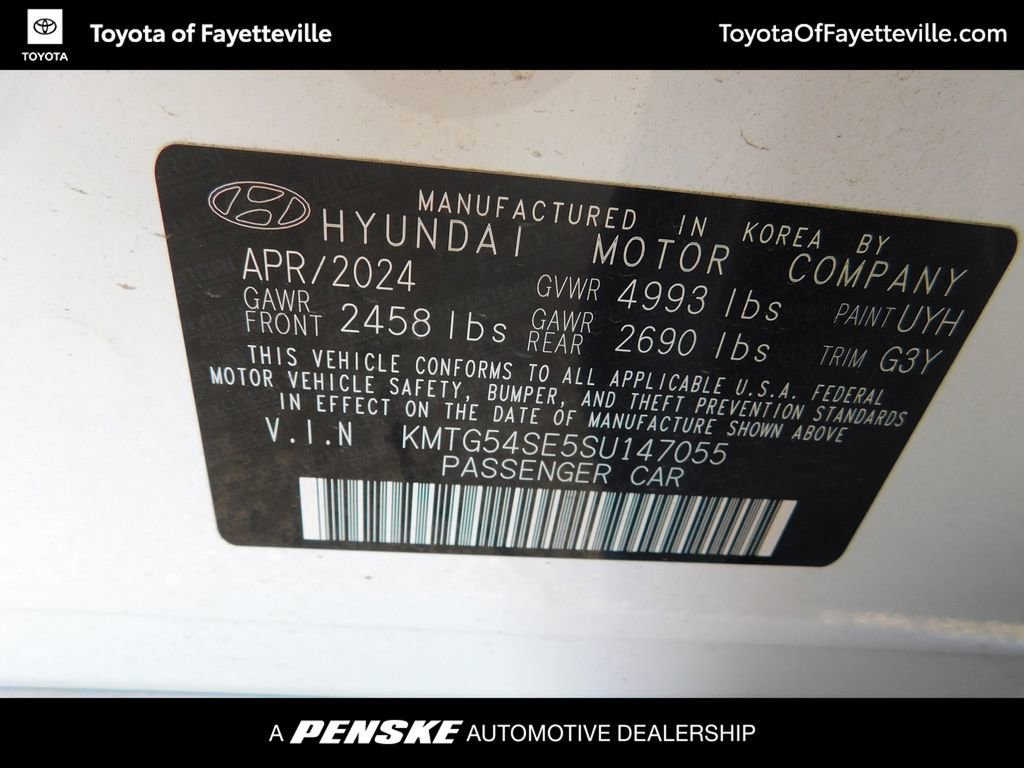 TOYOTA
Toyota of Fayetteville
ToyotaOfFayetteville.com
MANUFACTURED IN KOREA BY
HYUNDAI MOTOR COMPANY
APR/2024
GVWR 4993 lbs
PAINT UYH
GAWR FRONT 2458 lbs
GAWR REAR 2690 lbs
TRIM G3Y
THIS VEHICLE CONFORMS TO ALL APPLICABLE U.S.A. FEDERAL
MOTOR VEHICLE SAFETY, BUMPER, AND THEFT PREVENTION STANDARDS
IN EFFECT ON THE DATE OF MANUFACTURE SHOWN ABOVE
V.I.N KMTG54SE5SU147055
PASSENGER CAR
A PENSKE AUTOMOTIVE DEALERSHIP